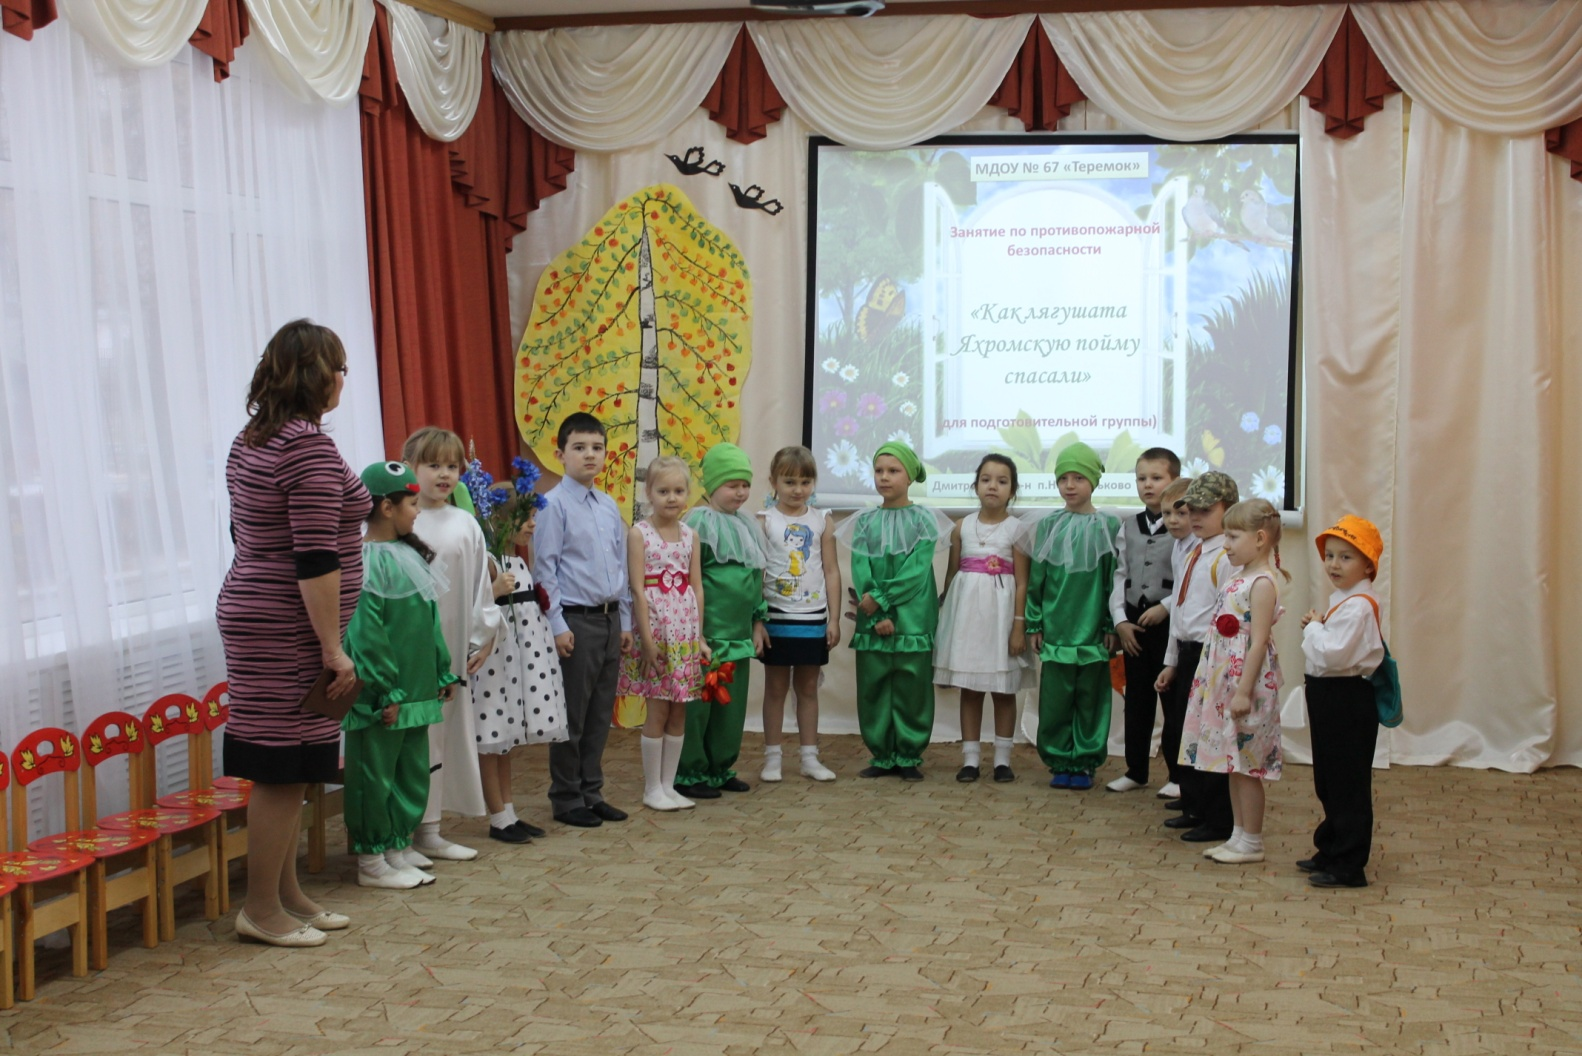 МДОУ № 67 «Теремок»
Занятие по противопожарной
безопасности
«Как лягушата
Яхромскую пойму
спасали»
для подготовительной группы)